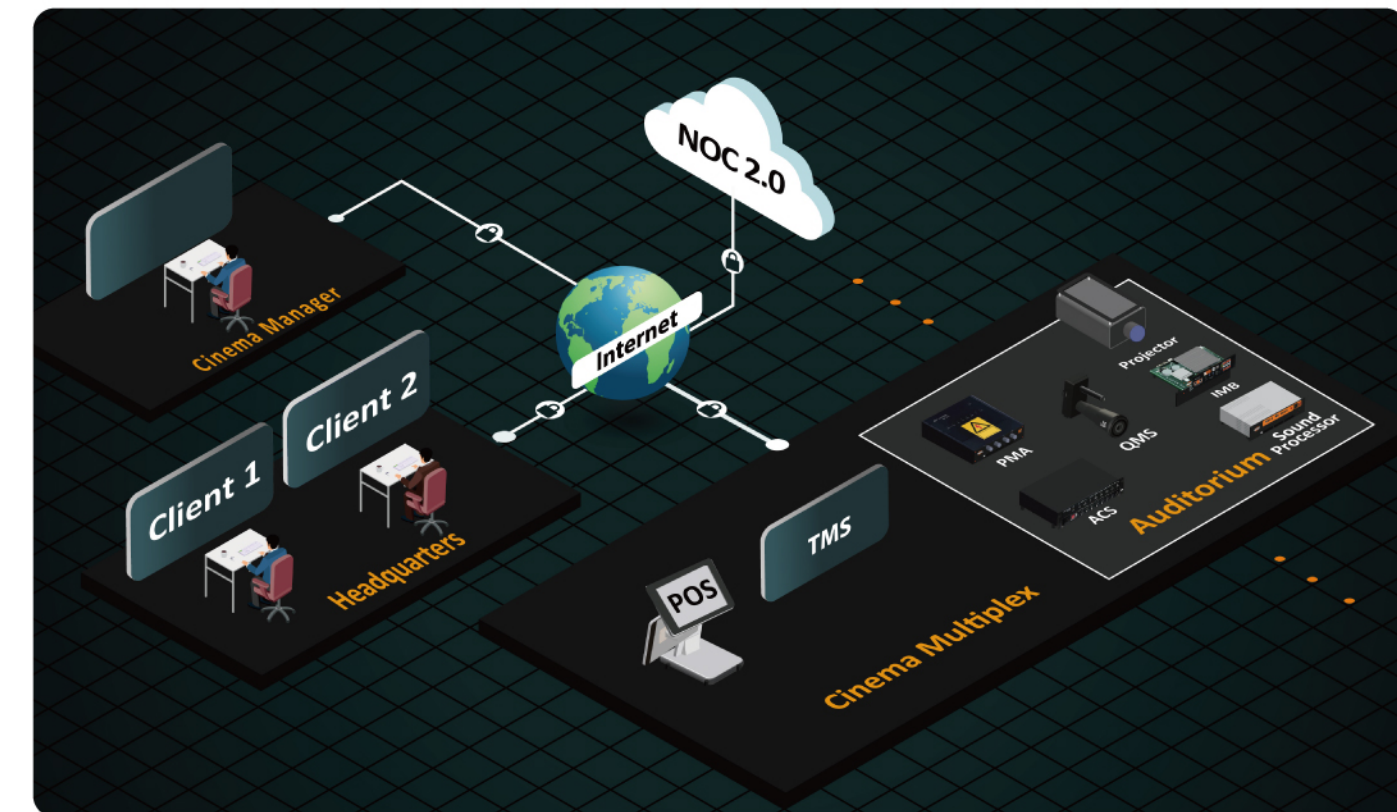 NOC 2.0
Internet
Cinema Manager
Client 1
Client 2
Headquarters
Projector
IMB
Sound
Processor
QMS
PMA
ACS
Auditorium
TMS
POS
Cinema Multiplex